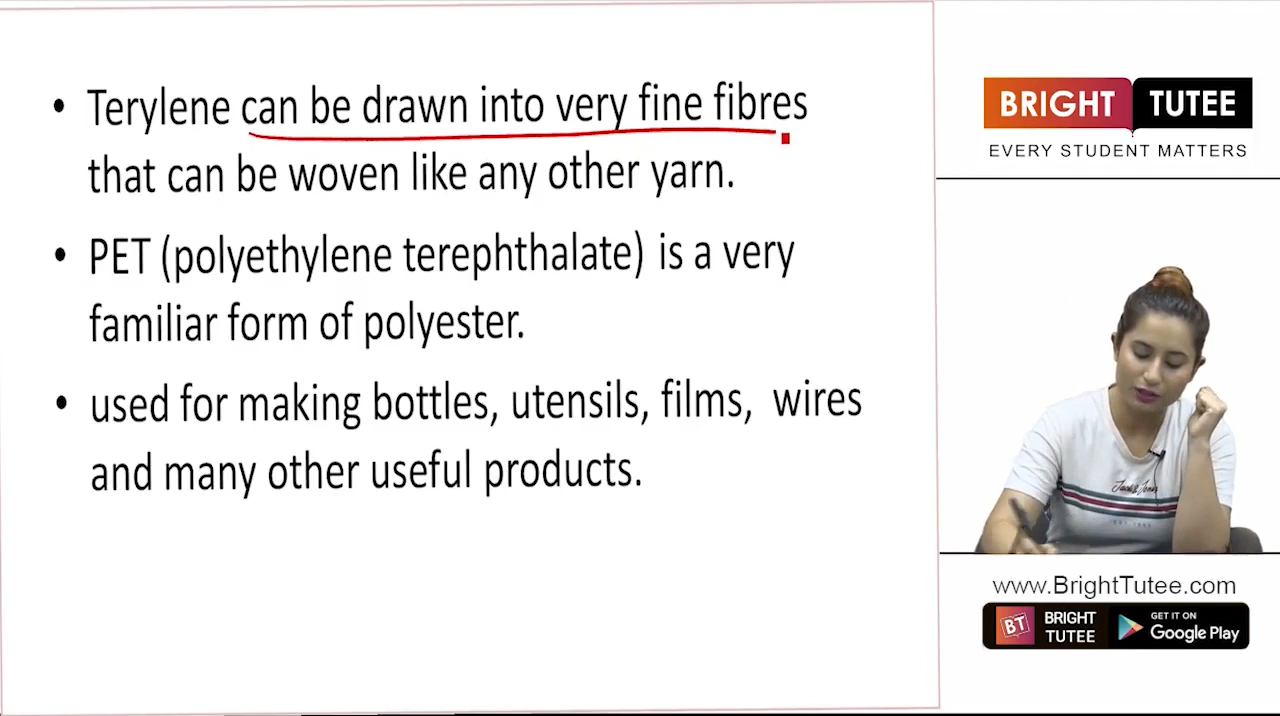 • Terylene can be drawn into very fine fibres
that can be woven like any other yarn.
• PET (polyethylene terephthalate) is a very
familiar form of polyester.
• used for making bottles, utensils, films, wires
and many other useful products.
BRIGHT TUTEE
EVERY STUDENT MATTERS
www.BrightTutee.com
BT BRIGHT TUTEE
GET IT ON
Google Play